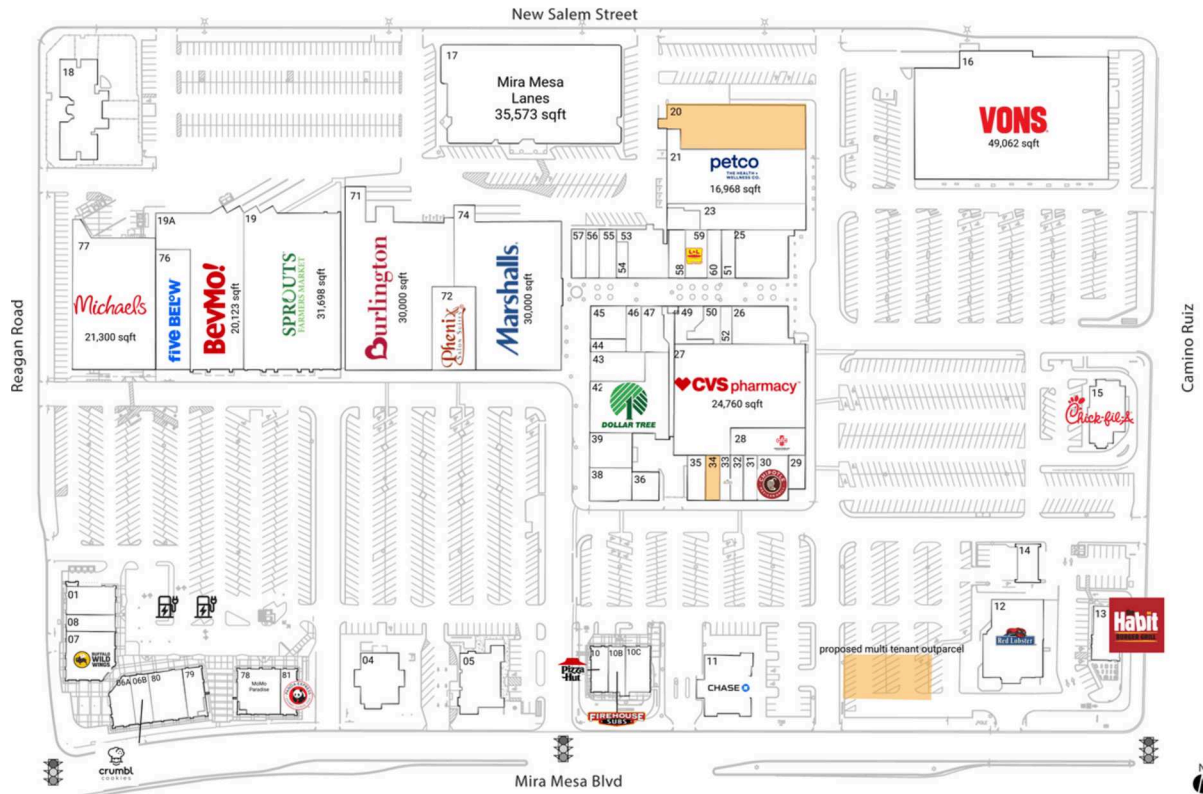 New Salem Street
18
17
Mira Mesa
Lanes
35,573 sqft
20
21
petco
THE HEALTH +
WELLNESS CO.
16,968 sqft
23
16
VONS
49,062 sqft
77
Michaels
21,300 sqft
19A
76
five BEL°W
BevMo!
20,123 sqft
19
SPROUTS
FARMERS MARKET
31,698 sqft
71
Burlington
30,000 sqft
72
Phenix
Salon Suites
74
Marshalls
30,000 sqft
57
56
55
53
54
58
59
L&L
60
51
25
45
46
47
44
43
49
50
52
26
42
DOLLAR TREE
27
CVS pharmacy
24,760 sqft
39
38
36
28
35
34
33
32
31
30
CHIPOTLE
29
15
Chick-fil-A
Reagan Road
Camino Ruiz
01
08
07
BUFFALO
WILD
WINGS
06A
06B
80
79
78
MoMo
Paradise
81
PANDA EXPRESS
04
05
10
10B
10C
Pizza
Hut
FIREHOUSE
SUBS
11
CHASE
proposed multi tenant outparcel
12
Red Lobster
14
13
Habit
BURGER GRILL
crumbl
cookies
Mira Mesa Blvd
N